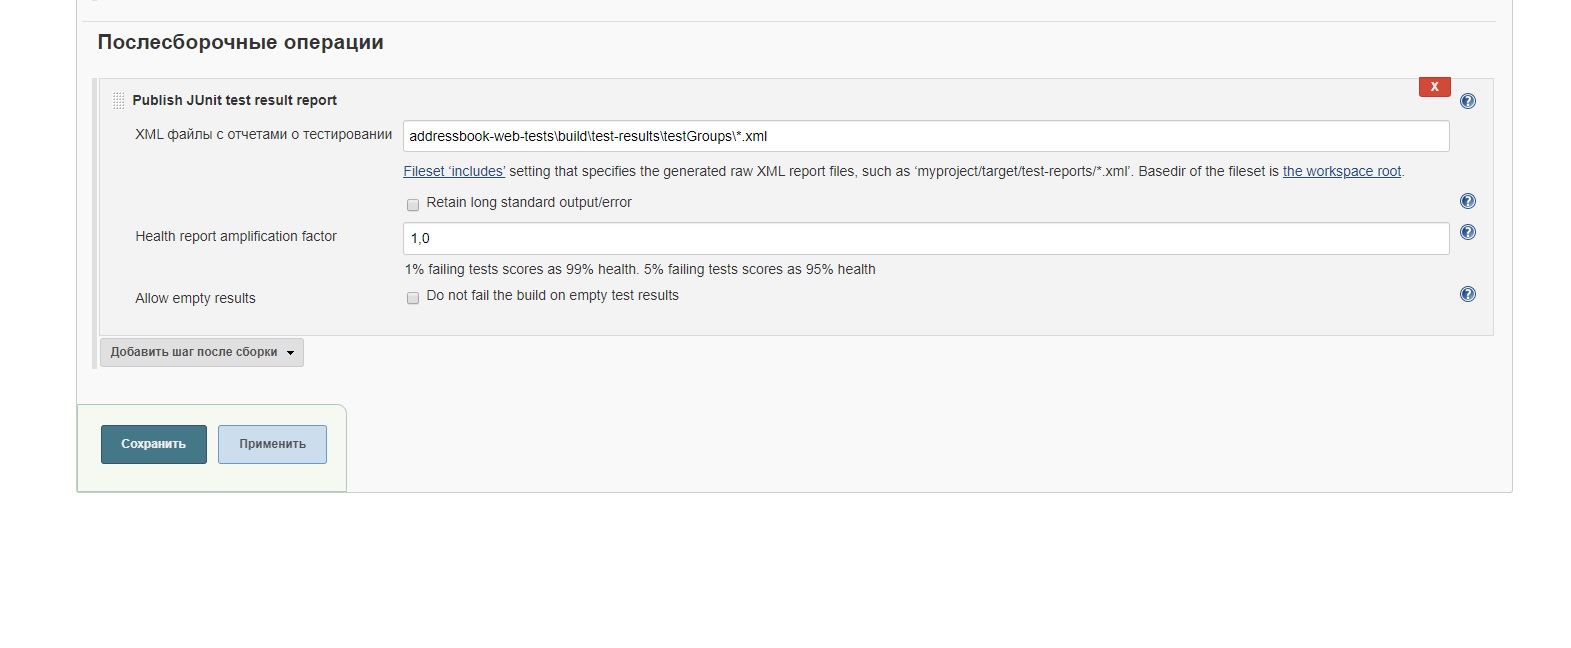 Послесборочные операции
Publish JUnit test result report
X
XML файлы с отчетами о тестировании
addressbook-web-tests\build\test-results\testGroups\*.xml
Fileset ‘includes’ setting that specifies the generated raw XML report files, such as ‘myproject/target/test-reports/*.xml’. Basedir of the fileset is the workspace root.
Retain long standard output/error
Health report amplification factor
1,0
1% failing tests scores as 99% health. 5% failing tests scores as 95% health
Allow empty results
Do not fail the build on empty test results
Добавить шаг после сборки
Сохранить
Применить